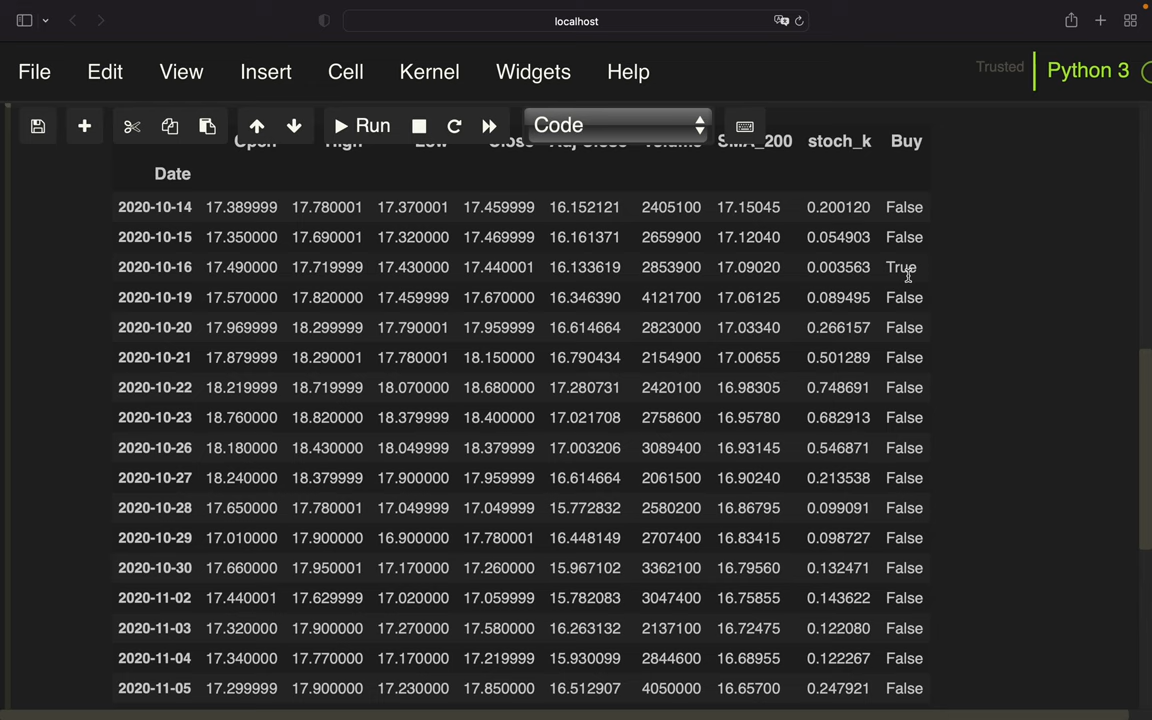 localhost
File Edit View Insert Cell Kernel Widgets Help Trusted Python 3
Run Code
Open High Low Close Adj Close Volume SMA_200 stoch_k Buy
Date
2020-10-14 17.389999 17.780001 17.370001 17.459999 16.152121 2405100 17.15045 0.200120 False
2020-10-15 17.350000 17.690001 17.320000 17.469999 16.161371 2659900 17.12040 0.054903 False
2020-10-16 17.490000 17.719999 17.430000 17.440001 16.133619 2853900 17.09020 0.003563 True
2020-10-19 17.570000 17.820000 17.459999 17.670000 16.346390 4121700 17.06125 0.089495 False
2020-10-20 17.969999 18.299999 17.790001 17.959999 16.614664 2823000 17.03340 0.266157 False
2020-10-21 17.879999 18.290001 17.780001 18.150000 16.790434 2154900 17.00655 0.501289 False
2020-10-22 18.219999 18.719999 18.070000 18.680000 17.280731 2420100 16.98305 0.748691 False
2020-10-23 18.760000 18.820000 18.379999 18.400000 17.021708 2758600 16.95780 0.682913 False
2020-10-26 18.180000 18.430000 18.049999 18.379999 17.003206 3089400 16.93145 0.546871 False
2020-10-27 18.240000 18.379999 17.900000 17.959999 16.614664 2061500 16.90240 0.213538 False
2020-10-28 17.650000 17.780001 17.049999 17.049999 15.772832 2580200 16.86795 0.099091 False
2020-10-29 17.010000 17.900000 16.900000 17.780001 16.448149 2707400 16.83415 0.098727 False
2020-10-30 17.660000 17.950001 17.170000 17.260000 15.967102 3362100 16.79560 0.132471 False
2020-11-02 17.440001 17.629999 17.020000 17.059999 15.782083 3047400 16.75855 0.143622 False
2020-11-03 17.320000 17.900000 17.270000 17.580000 16.263132 2137100 16.72475 0.122080 False
2020-11-04 17.340000 17.770000 17.170000 17.219999 15.930099 2844600 16.68955 0.122267 False
2020-11-05 17.299999 17.900000 17.230000 17.850000 16.512907 4050000 16.65700 0.247921 False